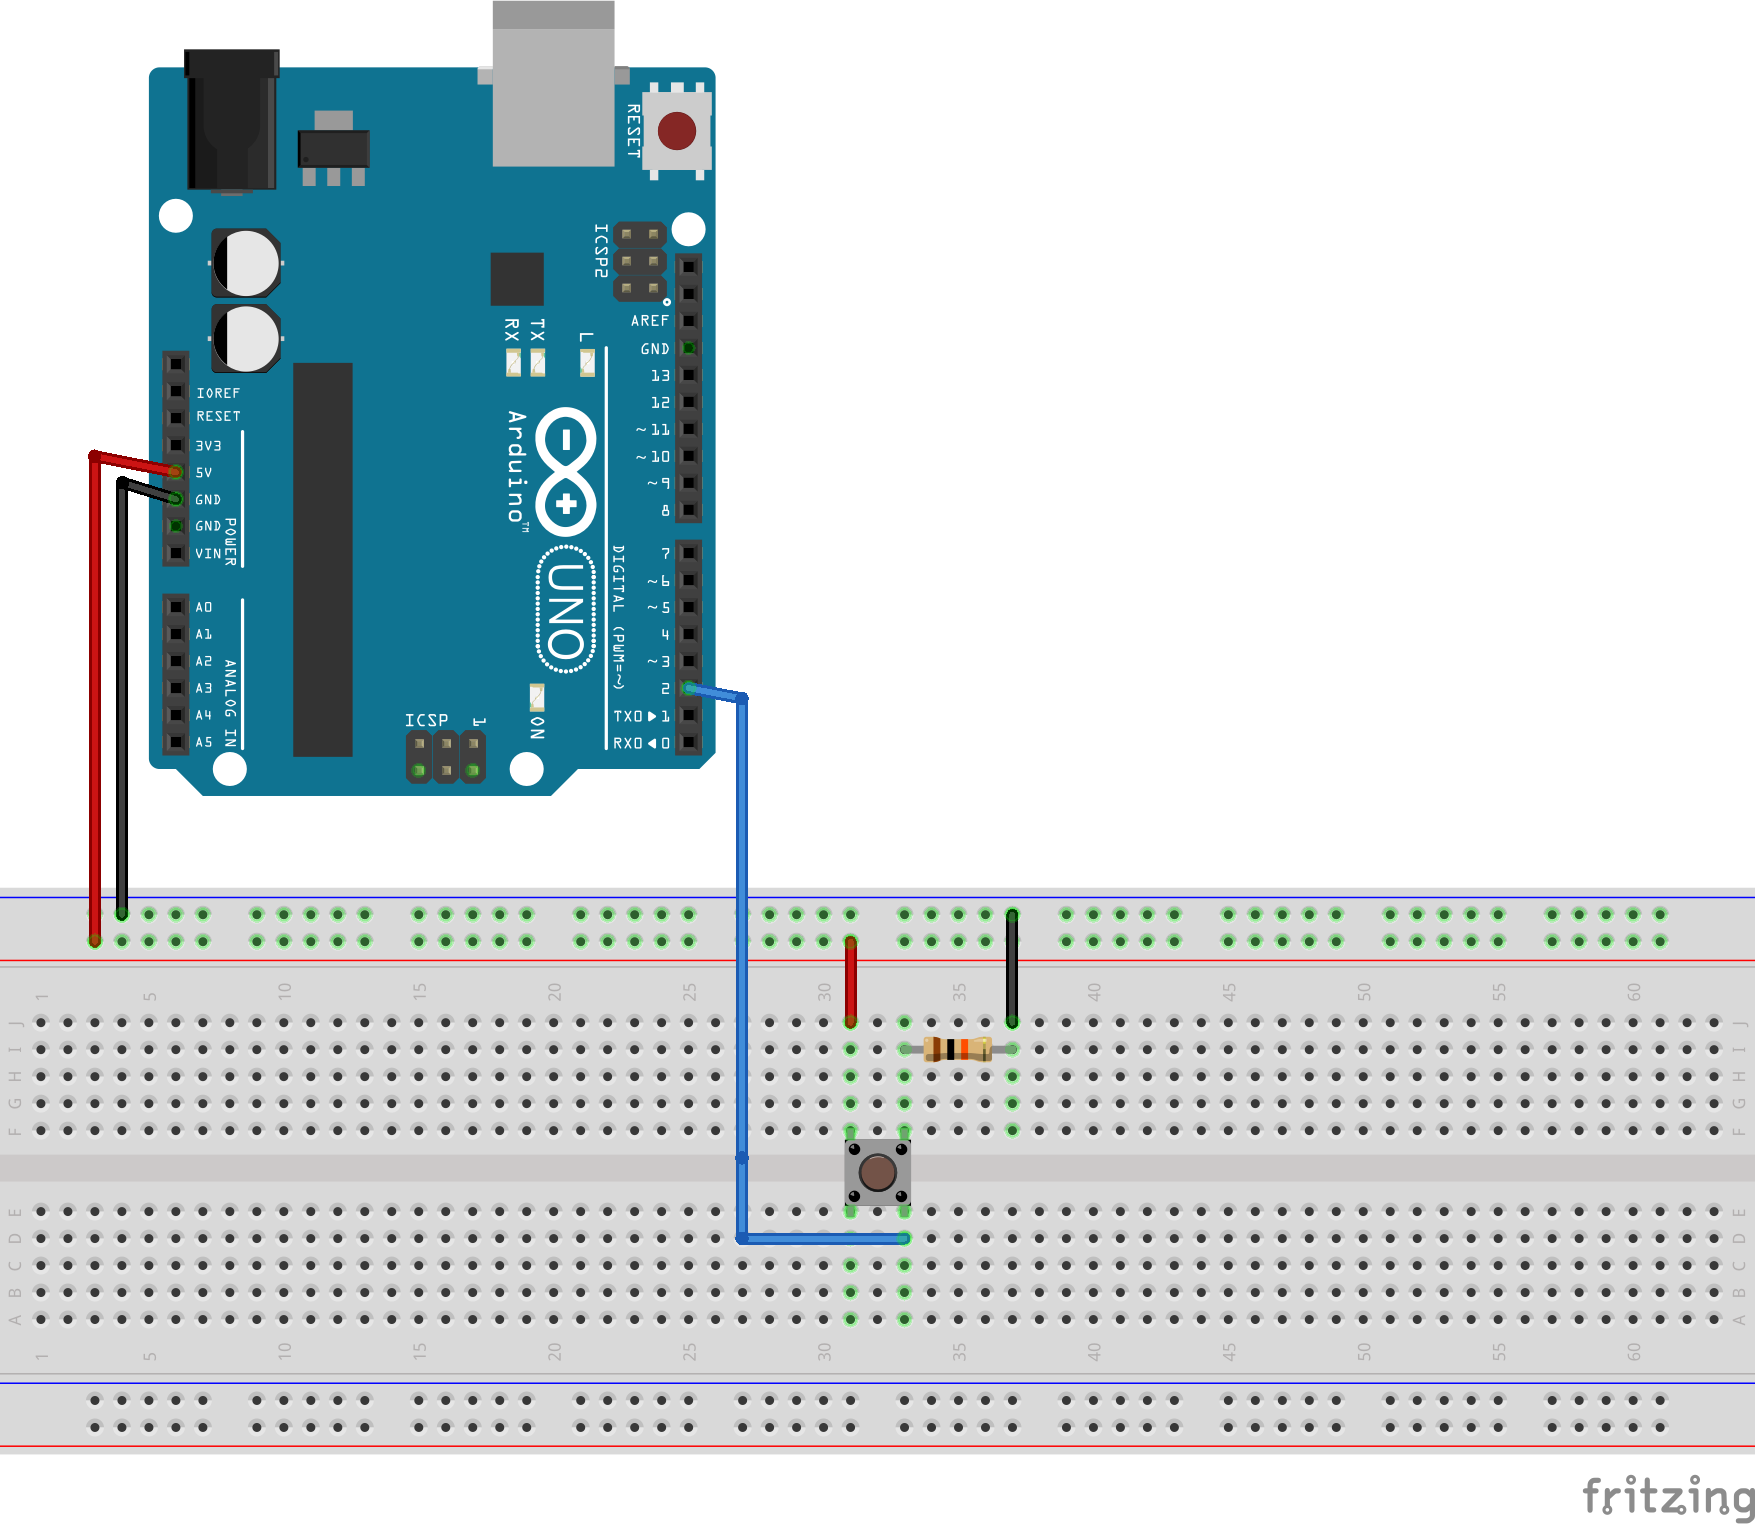 RESET
ICSP2
AREF
GND
13
12
~11
~10
~9
8
7
~6
~5
4
~3
2
TX0▶1
RX0◀0
DIGITAL (PWM=~)
RX
TX
L
Arduino™
UNO
ON
ICSP
1
IOREF
RESET
3V3
5V
GND
GND
VIN
POWER
A0
A1
A2
A3
A4
A5
ANALOG IN
1 5 10 15 20 25 30 35 40 45 50 55 60
J J
I I
H H
G G
F F
E E
D D
C C
B B
A A
1 5 10 15 20 25 30 35 40 45 50 55 60
fritzing